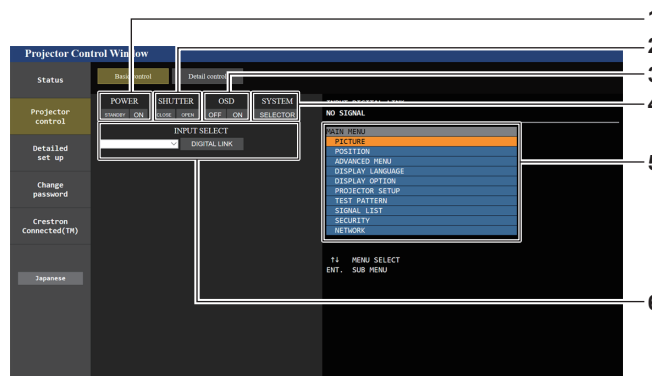 1
Projector Control Window
2
Status
Basic control
Detail control
3
POWER
SHUTTER
OSD
SYSTEM
INPUT DIGITAL LINK
4
STANDBY
ON
CLOSE
OPEN
OFF
ON
SELECTOR
NO SIGNAL
Projector
control
INPUT SELECT
DIGITAL LINK
MAIN MENU
PICTURE
POSITION
ADVANCED MENU
DISPLAY LANGUAGE
DISPLAY OPTION
PROJECTOR SETUP
TEST PATTERN
SIGNAL LIST
SECURITY
NETWORK
5
Detailed
set up
Change
password
Crestron
Connected(TM)
↑↓ MENU SELECT
ENT. SUB MENU
Japanese
6